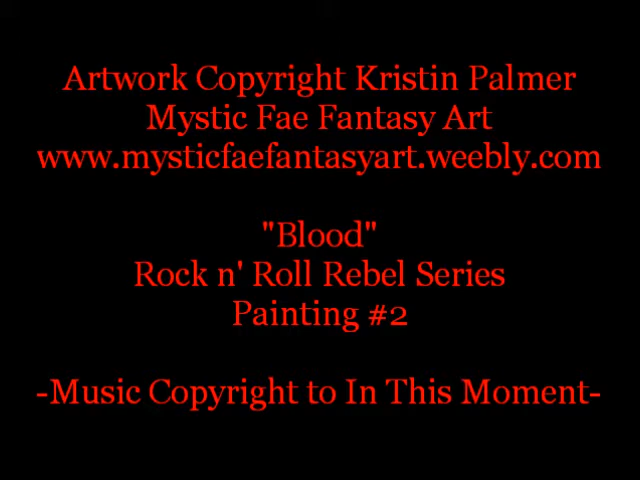 Artwork Copyright Kristin Palmer
Mystic Fae Fantasy Art
www.mysticfaefantasyart.weebly.com
"Blood"
Rock n' Roll Rebel Series
Painting #2
-Music Copyright to In This Moment-